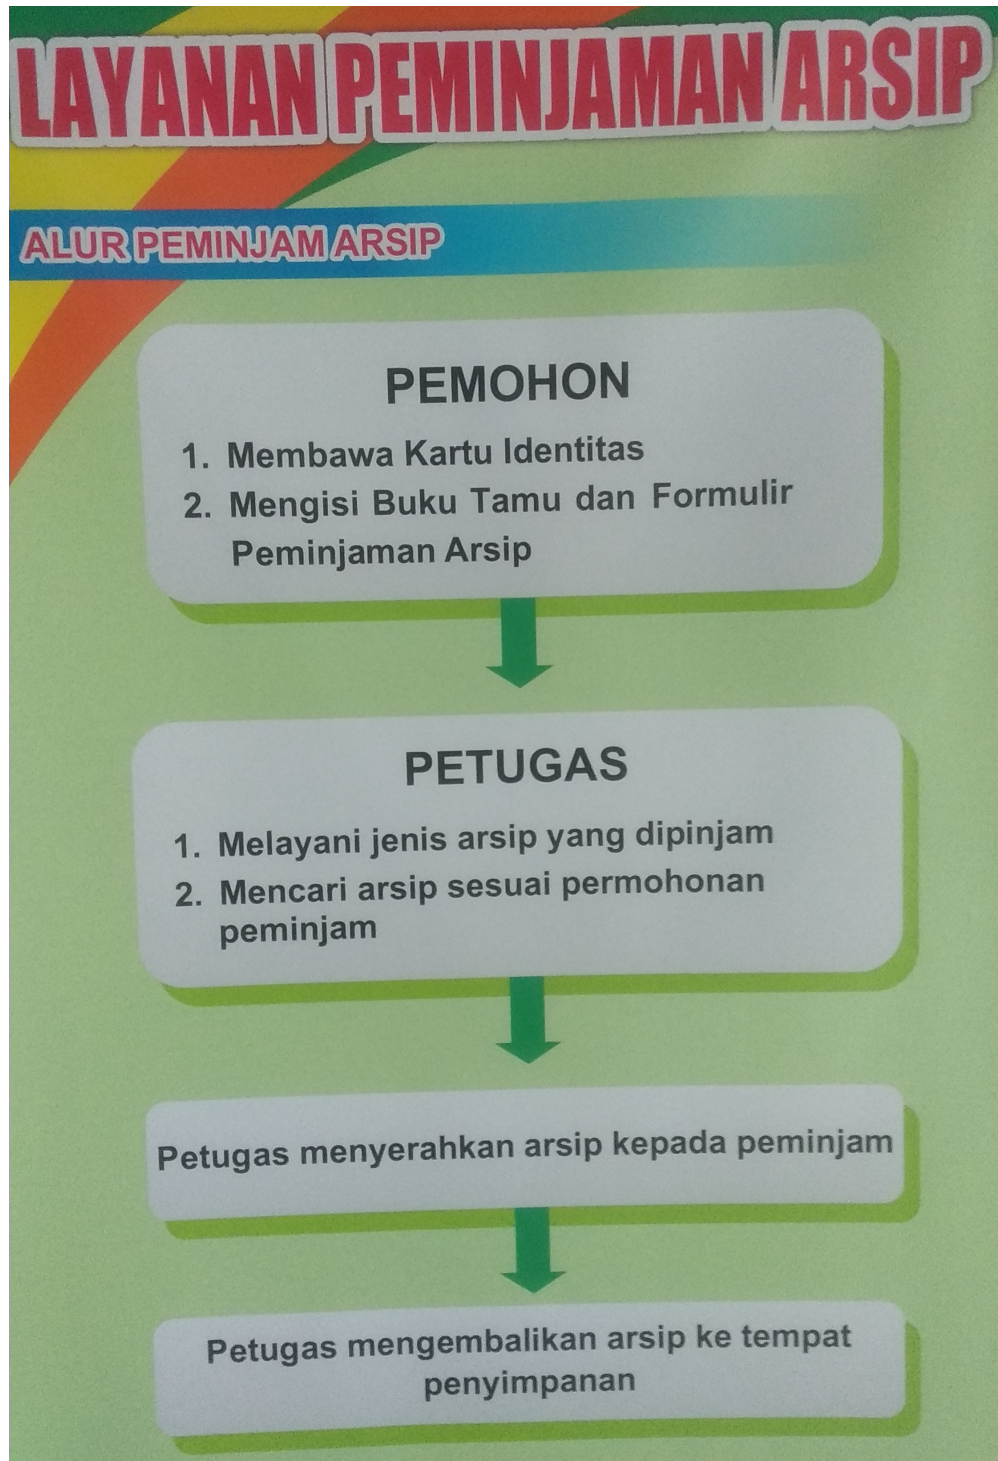 LAYANAN PEMINJAMAN ARSIP
ALUR PEMINJAM ARSIP
PEMOHON
1. Membawa Kartu Identitas
2. Mengisi Buku Tamu dan Formulir
Peminjaman Arsip
PETUGAS
1. Melayani jenis arsip yang dipinjam
2. Mencari arsip sesuai permohonan
peminjam
Petugas menyerahkan arsip kepada peminjam
Petugas mengembalikan arsip ke tempat
penyimpanan